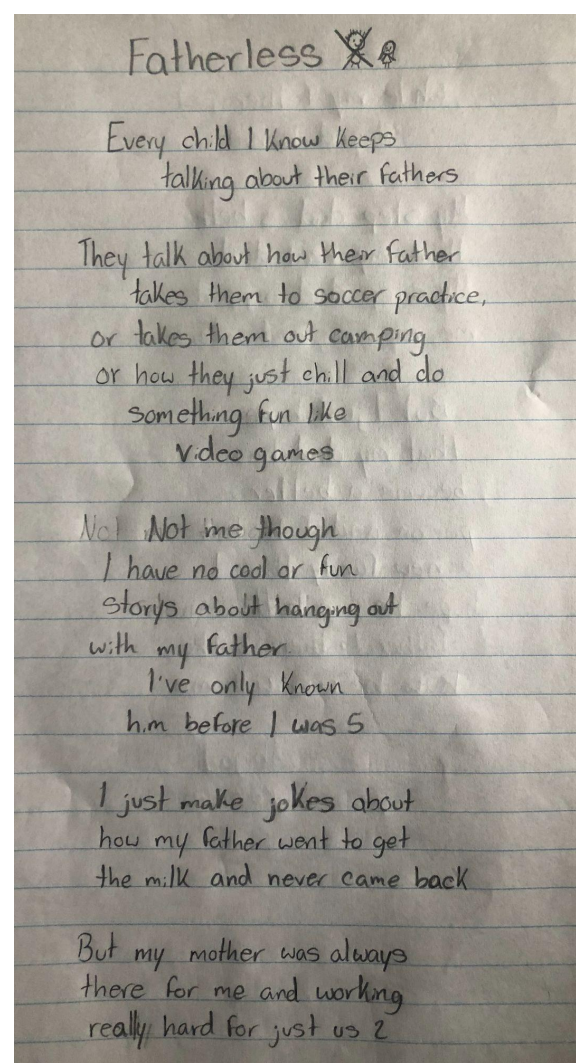 Fatherless
Every child I know keeps
talking about their fathers
They talk about how their father
takes them to soccer practice,
or takes them out camping
or how they just chill and do
something fun like
video games
Not me though
I have no cool or fun
storys about hanging out
with my father.
I've only known
him before I was 5
I just make jokes about
how my father went to get
the milk and never came back
But my mother was always
there for me and working
really hard for just us 2